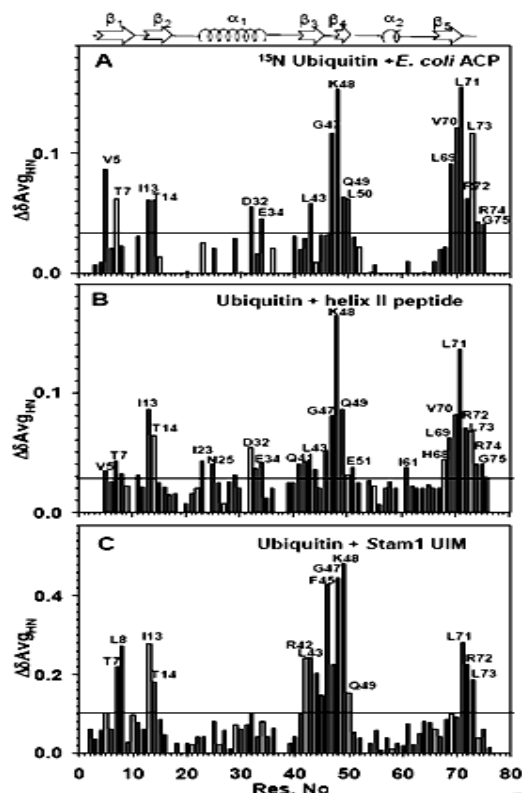 β1 β2 α1 β3 β4 α2 β5
A
15N Ubiquitin +E. coli ACP
K48
L71
G47
V70
L73
V5
L69
T7
I13
T14
D32
E34
L43
Q49
L50
R72
R74
G75
0.1
0.0
ΔδAvgHN
B
Ubiquitin + helix II peptide
K48
L71
I13
T14
G47
Q49
V70
R72
L73
L69
R74
H68
G75
V5
T7
I23
N25
D32
E34
Q41
L43
E51
I61
0.1
0.0
ΔδAvgHN
C
Ubiquitin + Stam1 UIM
K48
G47
F45
L8
I13
T7
T14
R42
L43
Q49
L71
R72
L73
0.4
0.2
0.0
ΔδAvgHN
0 10 20 30 40 50 60 70 80
Res. No